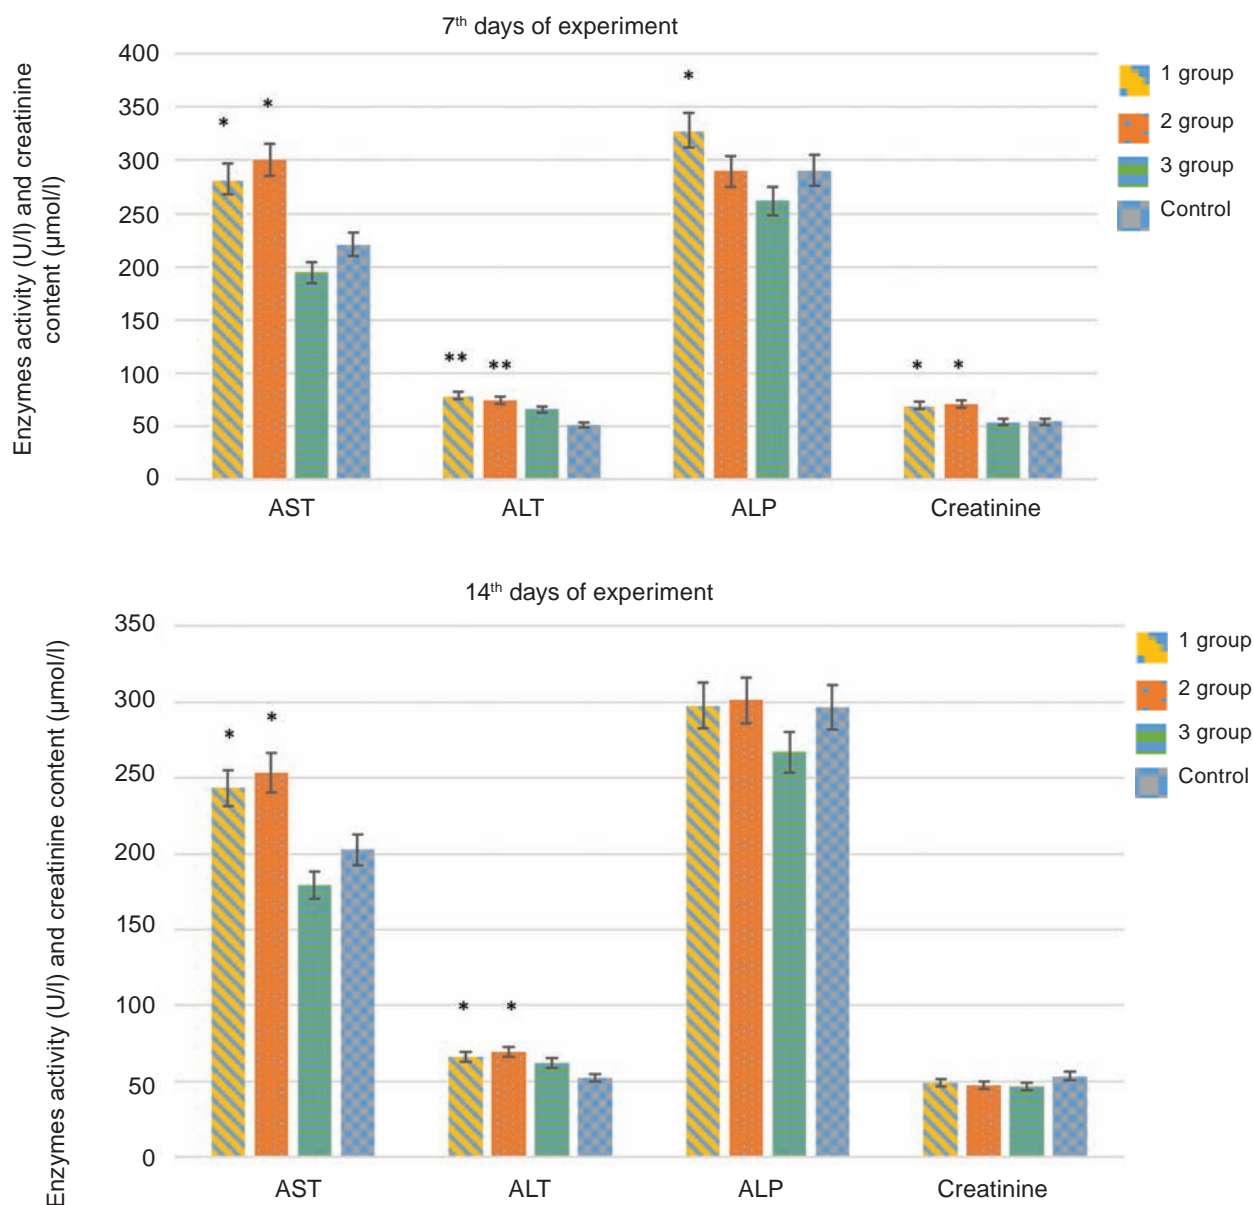 7th days of experiment
Enzymes activity (U/l) and creatinine
content (µmol/l)
400
350
300
250
200
150
100
50
0
* * ** ** * * *
AST ALT ALP Creatinine
1 group
2 group
3 group
Control
14th days of experiment
Enzymes activity (U/l) and creatinine content (µmol/l)
350
300
250
200
150
100
50
0
* * * *
AST ALT ALP Creatinine
1 group
2 group
3 group
Control